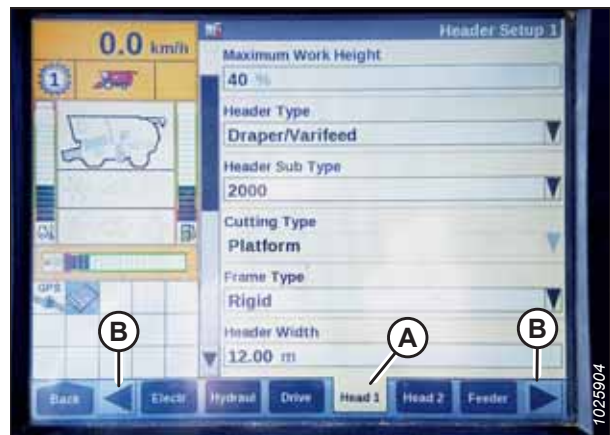 0.0 km/h
Header Setup 1
1
Maximum Work Height
40 %
Header Type
Draper/Varifeed
Header Sub Type
2000
Cutting Type
Platform
Frame Type
Rigid
Header Width
12.00 m
GPS
B
A
B
Back
Electr
Hydraul
Drive
Head 1
Head 2
Feeder
1025904